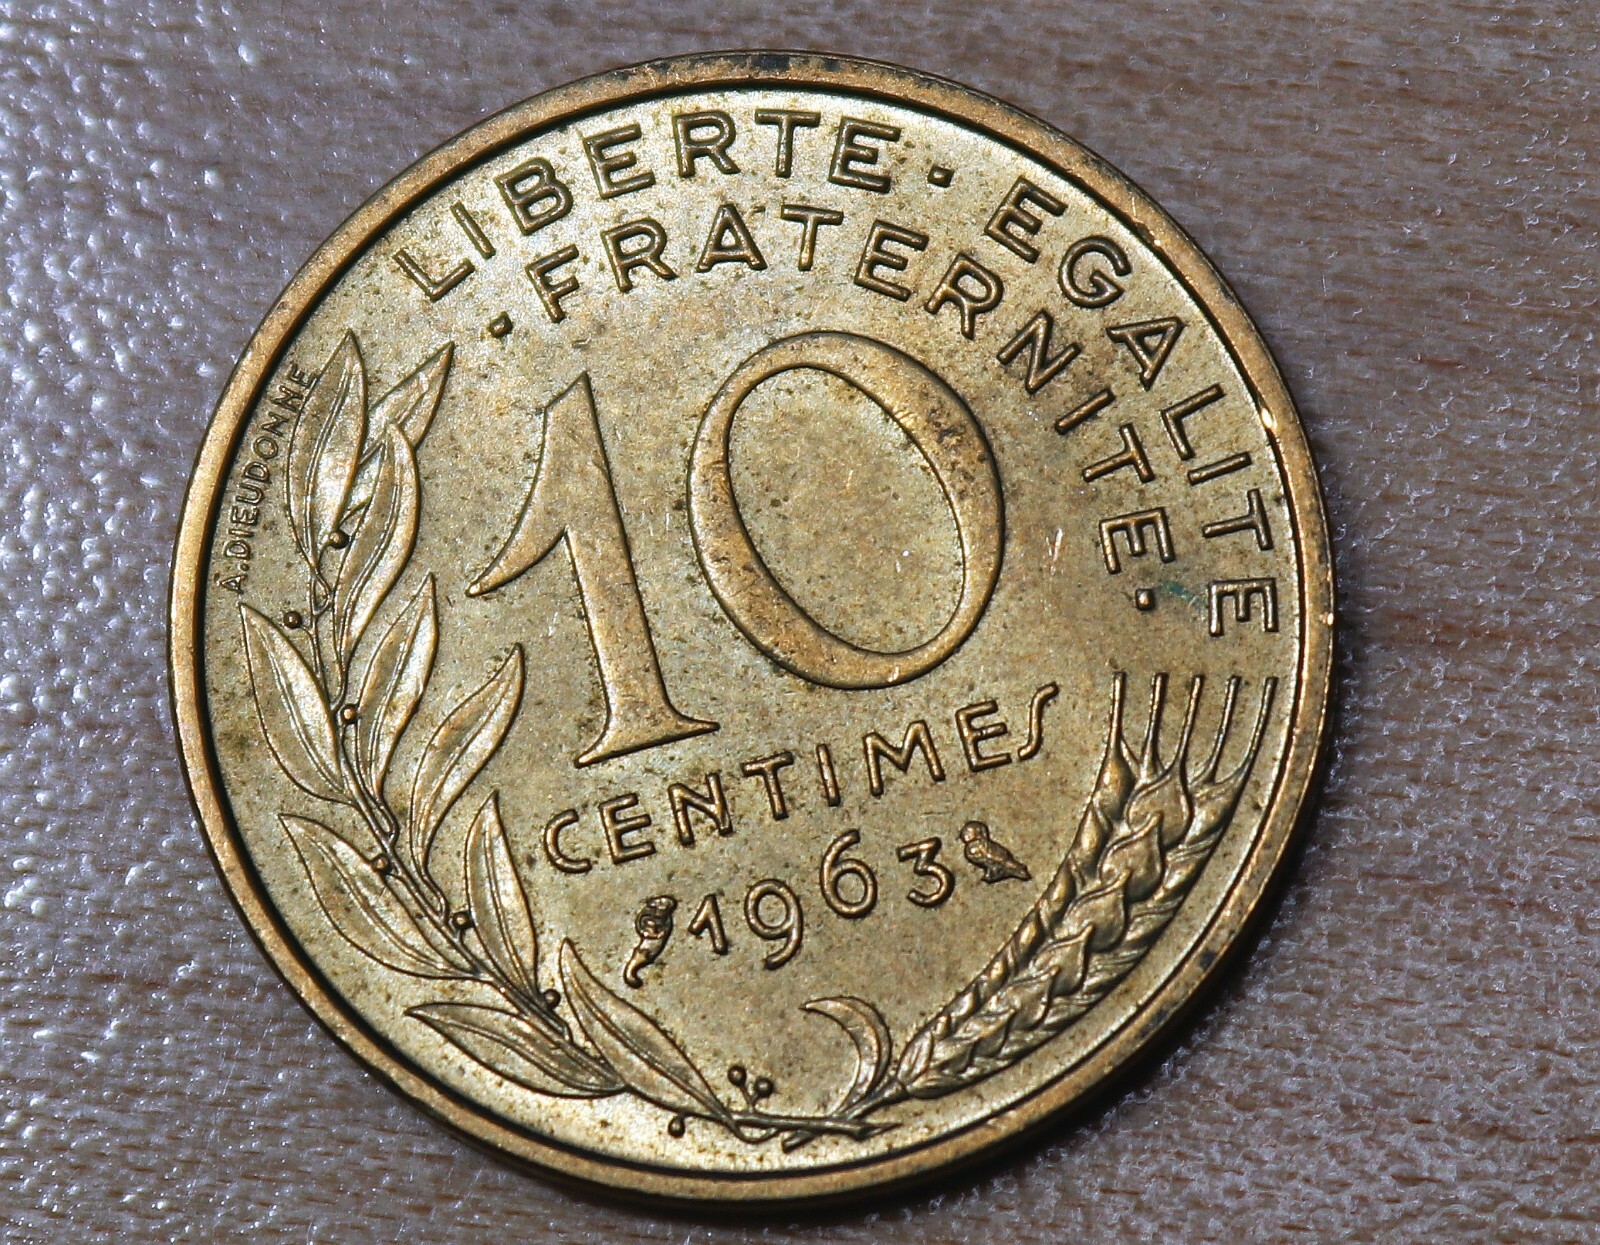 LIBERTE · EGALITE
· FRATERNITE ·
A.DIEUDONNE
10
CENTIMES
1963